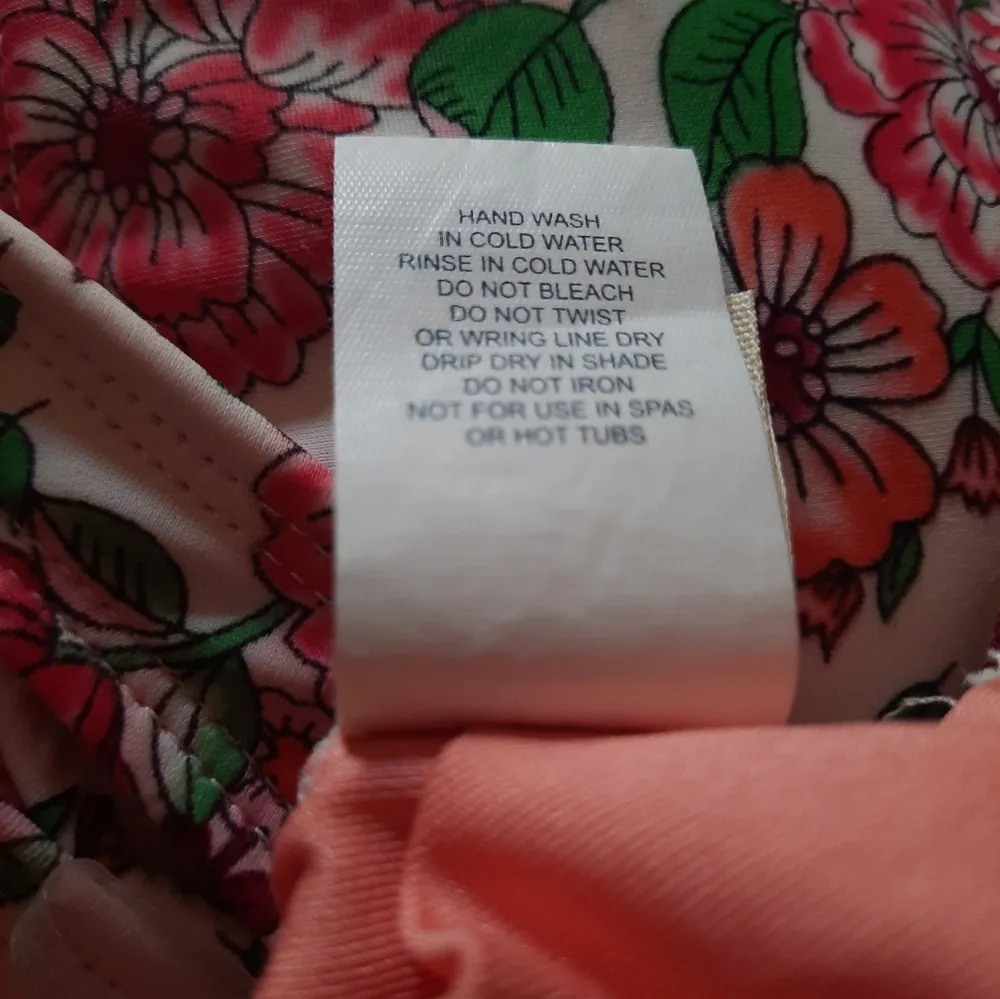 HAND WASH
IN COLD WATER
RINSE IN COLD WATER
DO NOT BLEACH
DO NOT TWIST
OR WRING LINE DRY
DRIP DRY IN SHADE
DO NOT IRON
NOT FOR USE IN SPAS
OR HOT TUBS